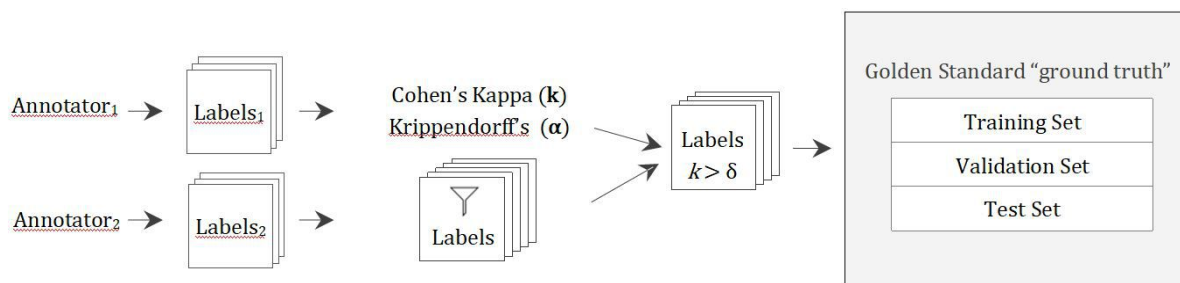 Annotator₁
Labels₁
Annotator₂
Labels₂
Cohen’s Kappa (k)
Krippendorff’s (α)
Labels
Labels
k > δ
Golden Standard “ground truth”
Training Set
Validation Set
Test Set